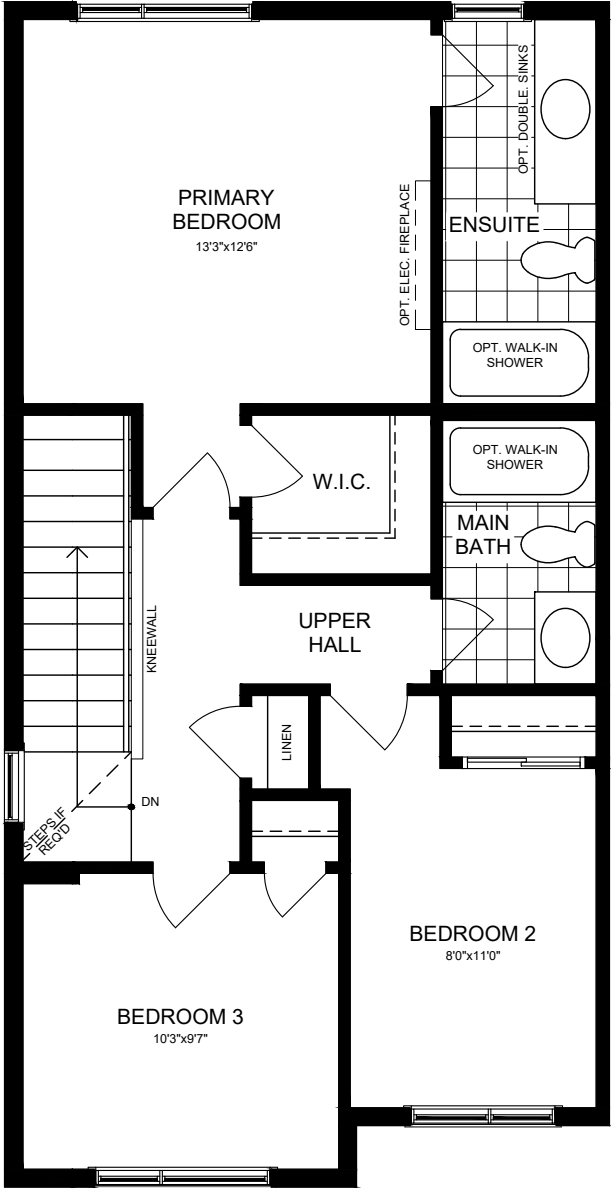 OPT. DOUBLE. SINKS
PRIMARY
BEDROOM
13'3"x12'6"
OPT. ELEC. FIREPLACE
ENSUITE
OPT. WALK-IN
SHOWER
OPT. WALK-IN
SHOWER
W.I.C.
MAIN
BATH
KNEEWALL
UPPER
HALL
LINEN
DN
STEPS IF
REQ'D
BEDROOM 2
8'0"x11'0"
BEDROOM 3
10'3"x9'7"